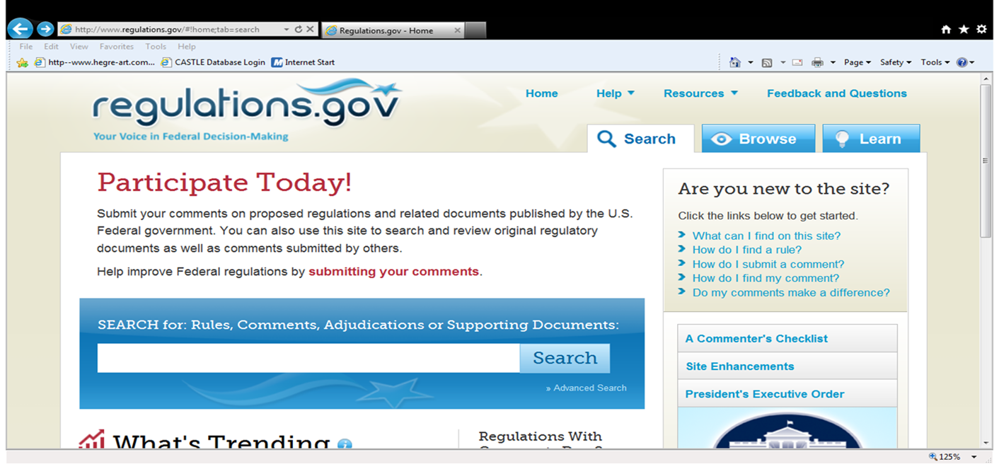 http://www.regulations.gov/#!home;tab=search
Regulations.gov - Home
File Edit View Favorites Tools Help
http--www.hegre-art.com... CASTLE Database Login Internet Start
Page Safety Tools
regulations.gov
Your Voice in Federal Decision-Making
Home Help Resources Feedback and Questions
Search Browse Learn
Participate Today!
Submit your comments on proposed regulations and related documents published by the U.S.
Federal government. You can also use this site to search and review original regulatory
documents as well as comments submitted by others.
Help improve Federal regulations by submitting your comments.
SEARCH for: Rules, Comments, Adjudications or Supporting Documents:
Search
» Advanced Search
What's Trending
Regulations With
Are you new to the site?
Click the links below to get started.
What can I find on this site?
How do I find a rule?
How do I submit a comment?
How do I find my comment?
Do my comments make a difference?
A Commenter's Checklist
Site Enhancements
President's Executive Order
125%